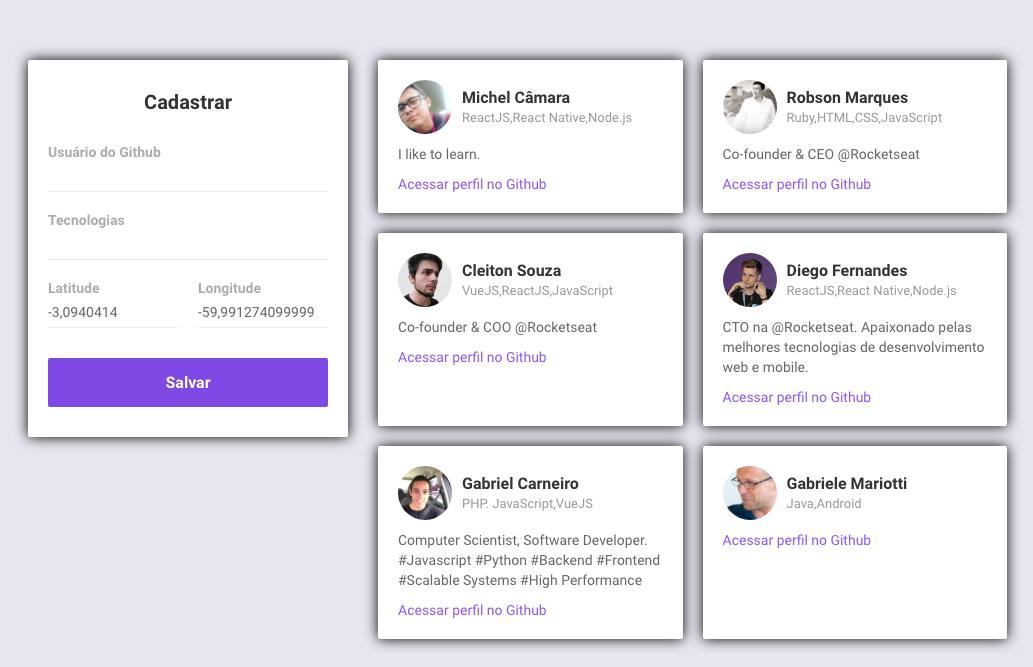 Cadastrar
Usuário do Github
Tecnologias
Latitude
Longitude
-3,0940414
-59,991274099999
Salvar
Michel Câmara
ReactJS,React Native,Node.js
I like to learn.
Acessar perfil no Github
Robson Marques
Ruby,HTML,CSS,JavaScript
Co-founder & CEO @Rocketseat
Acessar perfil no Github
Cleiton Souza
VueJS,ReactJS,JavaScript
Co-founder & COO @Rocketseat
Acessar perfil no Github
Diego Fernandes
ReactJS,React Native,Node.js
CTO na @Rocketseat. Apaixonado pelas
melhores tecnologias de desenvolvimento
web e mobile.
Acessar perfil no Github
Gabriel Carneiro
PHP. JavaScript,VueJS
Computer Scientist, Software Developer.
#Javascript #Python #Backend #Frontend
#Scalable Systems #High Performance
Acessar perfil no Github
Gabriele Mariotti
Java,Android
Acessar perfil no Github